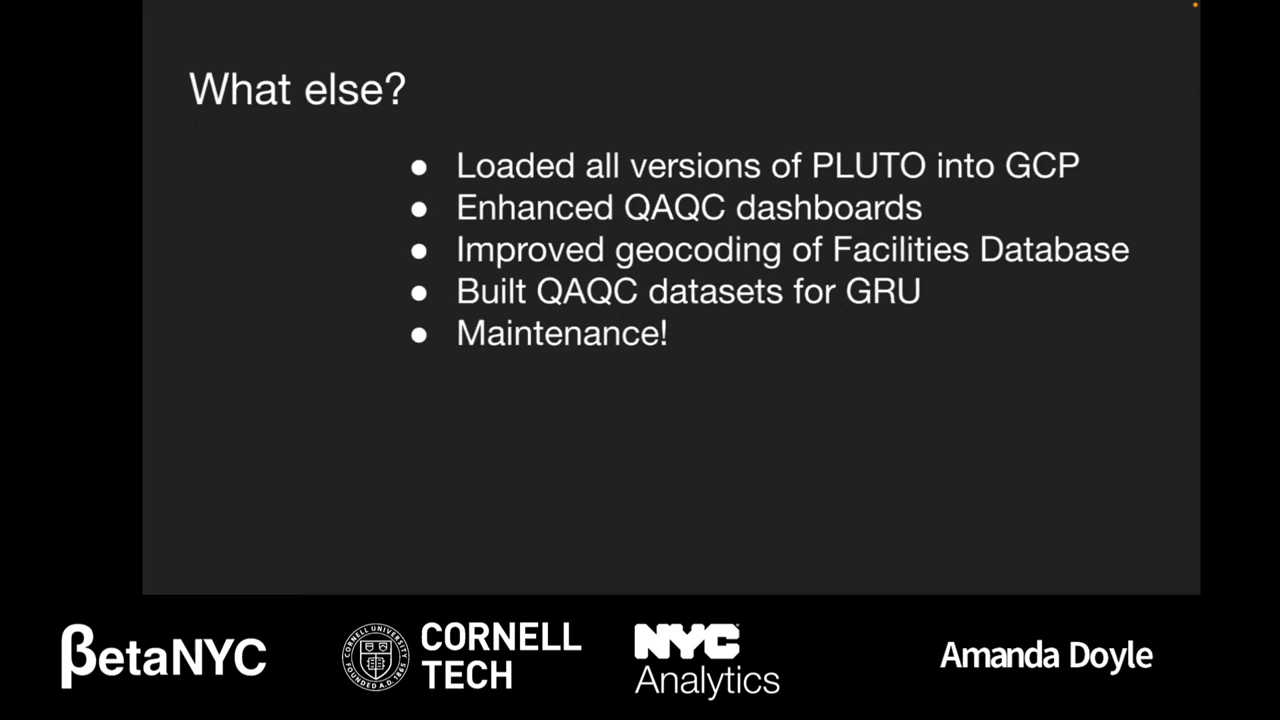 What else?
● Loaded all versions of PLUTO into GCP
● Enhanced QAQC dashboards
● Improved geocoding of Facilities Database
● Built QAQC datasets for GRU
● Maintenance!
βetaNYC
CORNELL UNIVERSITY
FOUNDED A.D. 1865
CORNELL
TECH
NYC
Analytics
Amanda Doyle